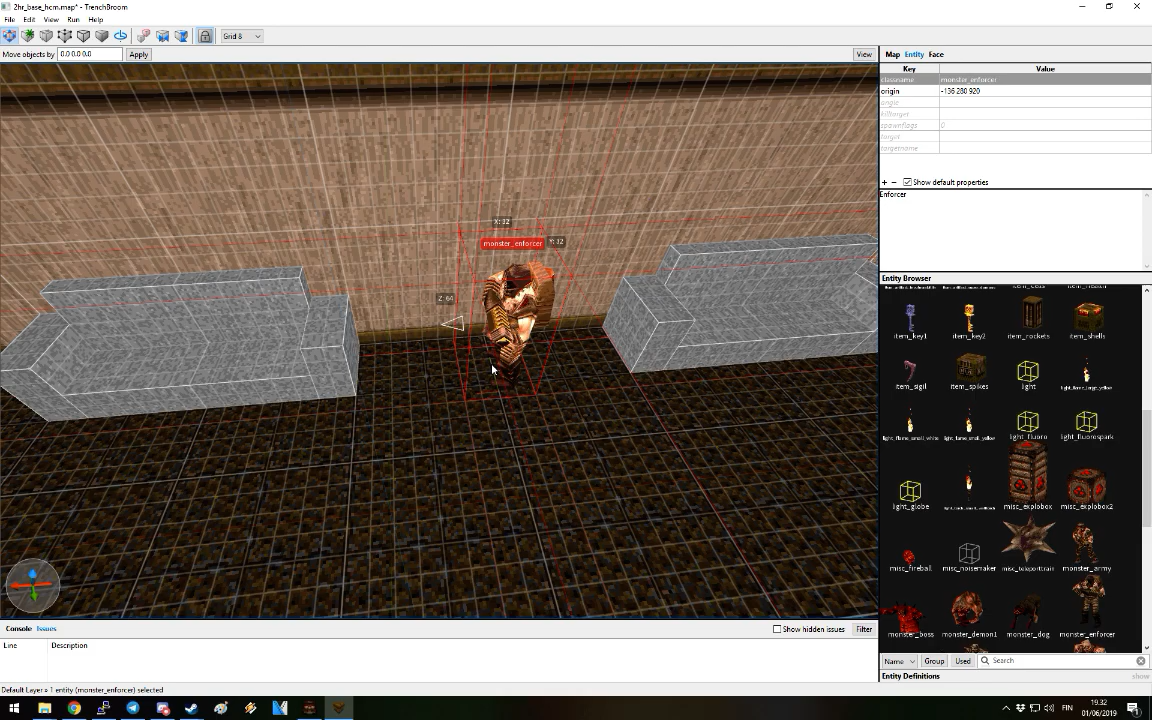 2hr_base_hcm.map* - TrenchBroom
File Edit View Run Help
Grid 8
Move objects by 0.0 0.0 0.0 Apply View
Map Entity Face
Key Value
classname monster_enforcer
origin -136 280 920
angle
killtarget
spawnflags 0
target
targetname
+ − Show default properties
Enforcer
X: 32
monster_enforcer Y: 32
Z: 64
Entity Browser
item_key1 item_key2 item_rockets item_shells
item_sigil item_spikes light light_flame_large_yellow
light_flame_small_white light_flame_small_yellow light_fluoro light_fluorospark
light_globe misc_explobox misc_explobox2
misc_fireball misc_noisemaker misc_teleporttrain monster_army
monster_boss monster_demon1 monster_dog monster_enforcer
Name Group Used Search
Entity Definitions show
Console Issues Show hidden issues Filter
Line Description
Default Layer » 1 entity (monster_enforcer) selected
FIN
19.32
01/06/2019